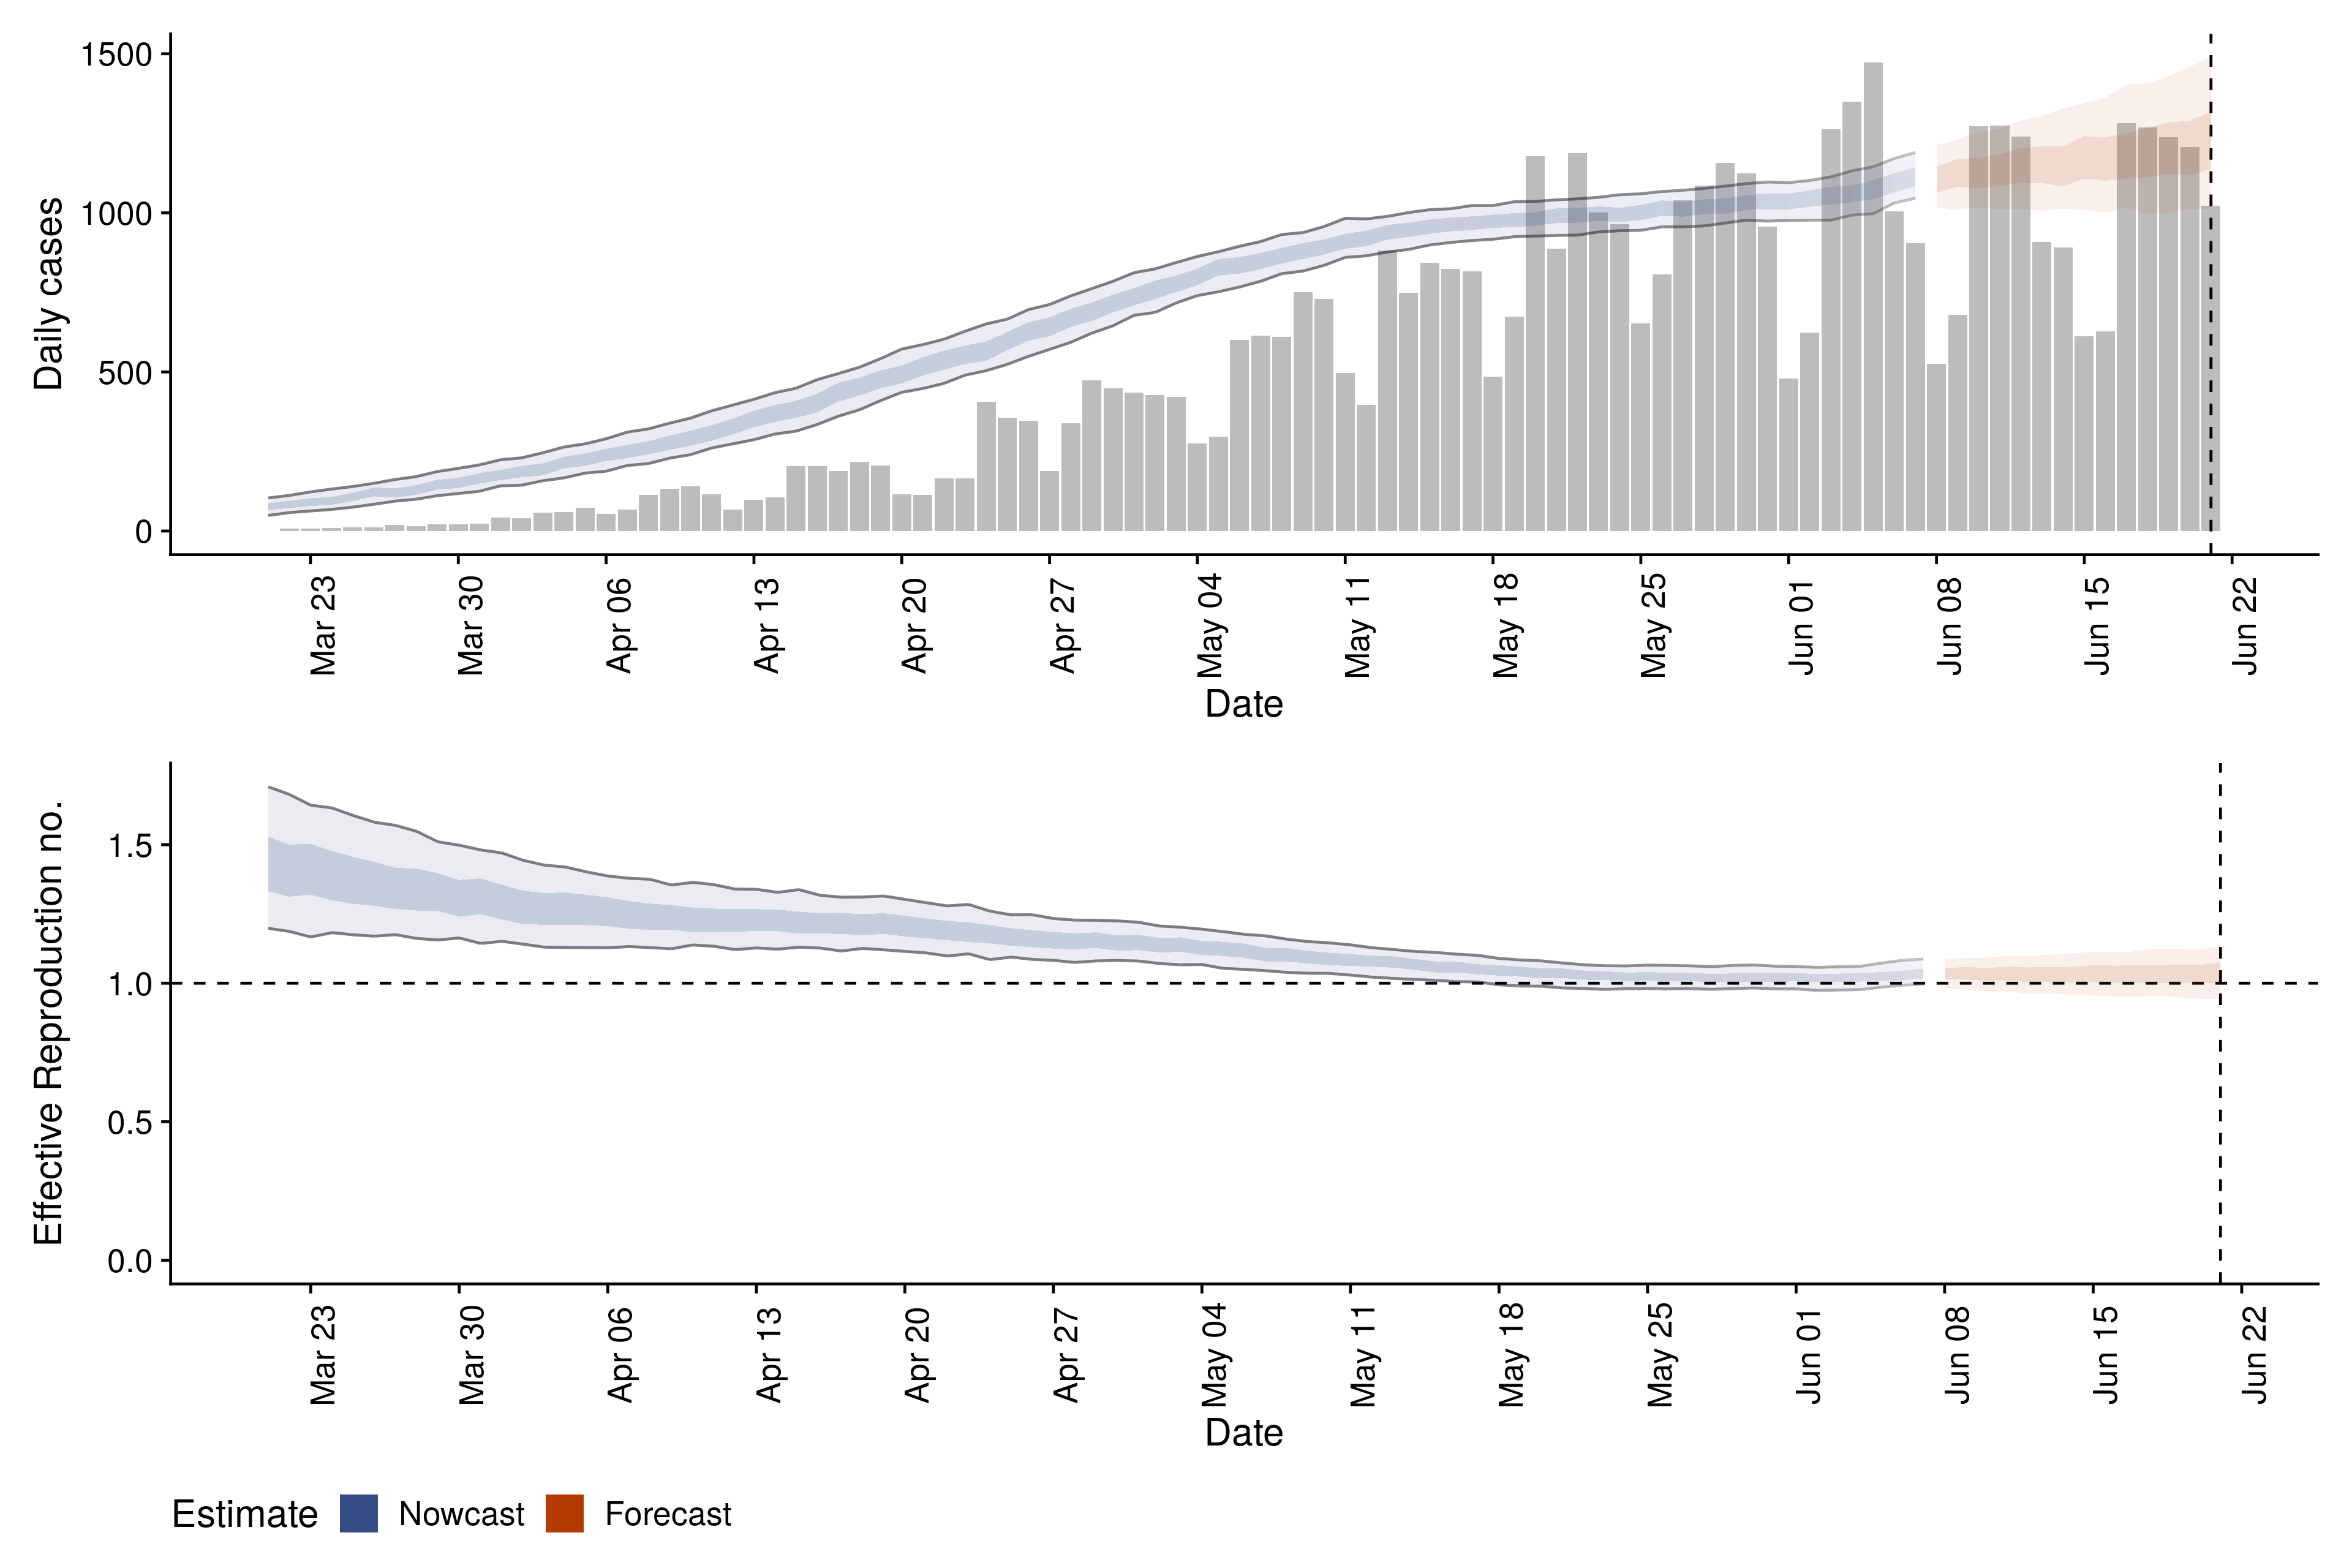 Daily cases
1500
1000
500
0
Mar 23
Mar 30
Apr 06
Apr 13
Apr 20
Apr 27
May 04
May 11
May 18
May 25
Jun 01
Jun 08
Jun 15
Jun 22
Date
Effective Reproduction no.
1.5
1.0
0.5
0.0
Mar 23
Mar 30
Apr 06
Apr 13
Apr 20
Apr 27
May 04
May 11
May 18
May 25
Jun 01
Jun 08
Jun 15
Jun 22
Date
Estimate Nowcast Forecast